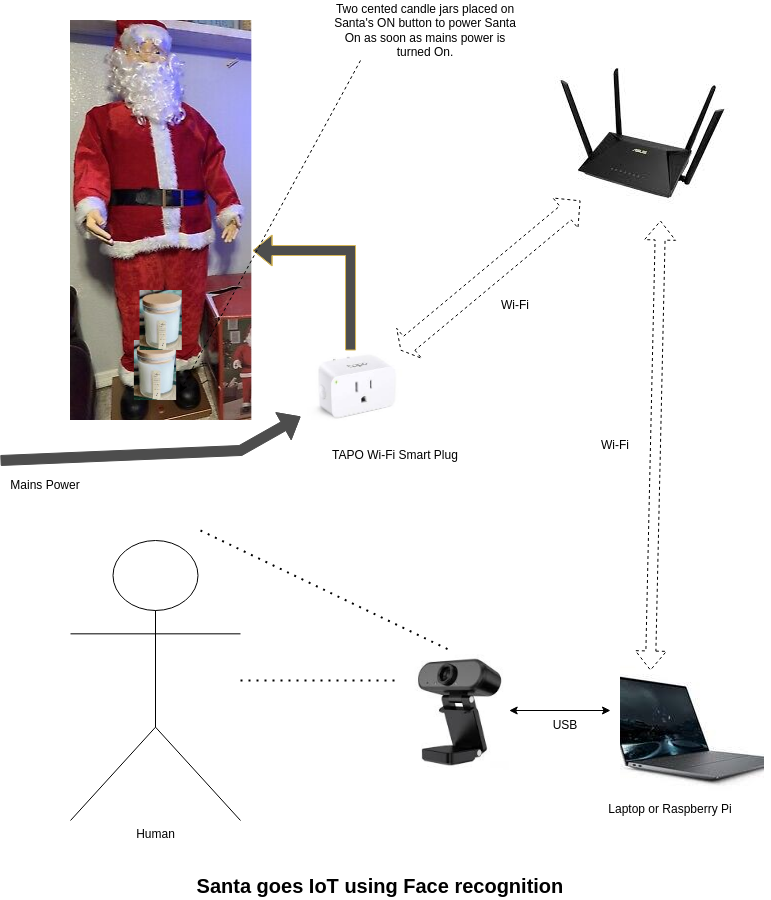 Two cented candle jars placed on
Santa's ON button to power Santa
On as soon as mains power is
turned On.
ASUS
Wi-Fi
tapo
Wi-Fi
TAPO Wi-Fi Smart Plug
Mains Power
USB
Laptop or Raspberry Pi
Human
Santa goes IoT using Face recognition